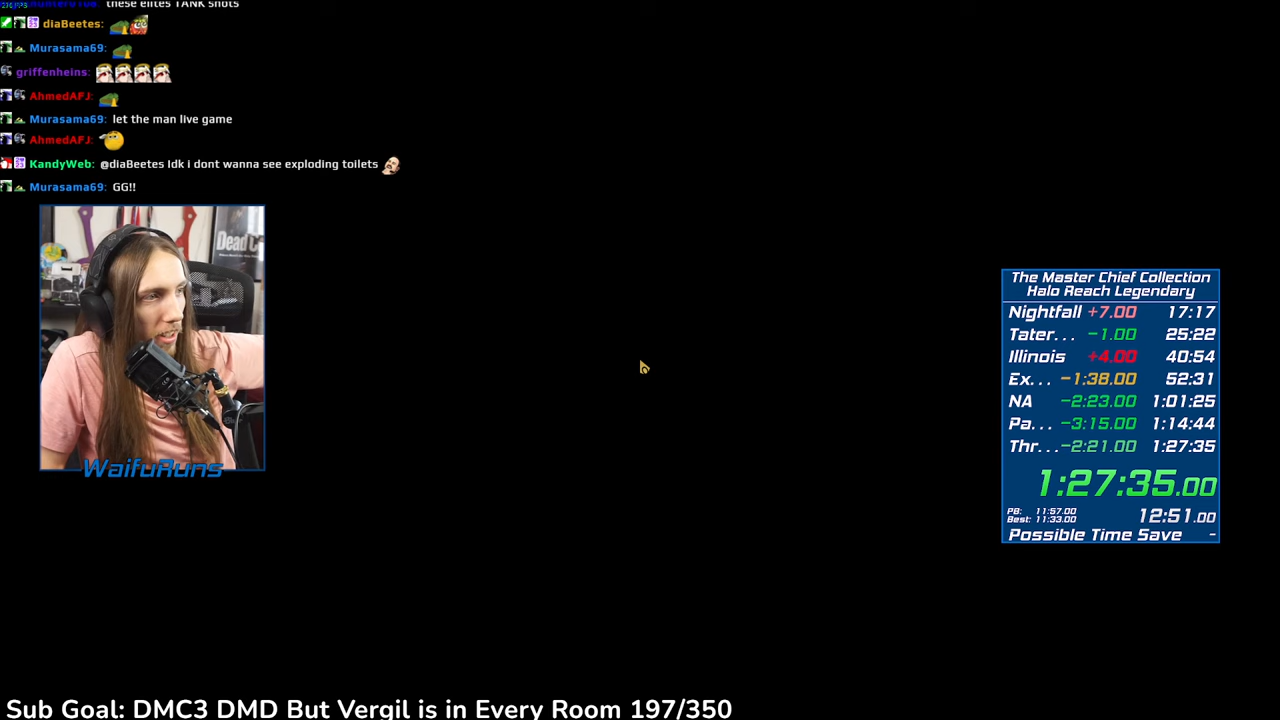 these elites TANK shots
diaBeetes:
Murasama69:
griffenheins:
AhmedAFJ:
Murasama69: let the man live game
AhmedAFJ:
KandyWeb: @diaBeetes Idk i dont wanna see exploding toilets
Murasama69: GG!!
Dead C
WaifuRuns
The Master Chief Collection
Halo Reach Legendary
Nightfall +7.00 17:17
Tater... -1.00 25:22
Illinois +4.00 40:54
Ex... -1:38.00 52:31
NA -2:23.00 1:01:25
Pa... -3:15.00 1:14:44
Thr... -2:21.00 1:27:35
1:27:35.00
PB: 11:57.00
Best: 11:33.00
12:51.00
Possible Time Save -
Sub Goal: DMC3 DMD But Vergil is in Every Room 197/350